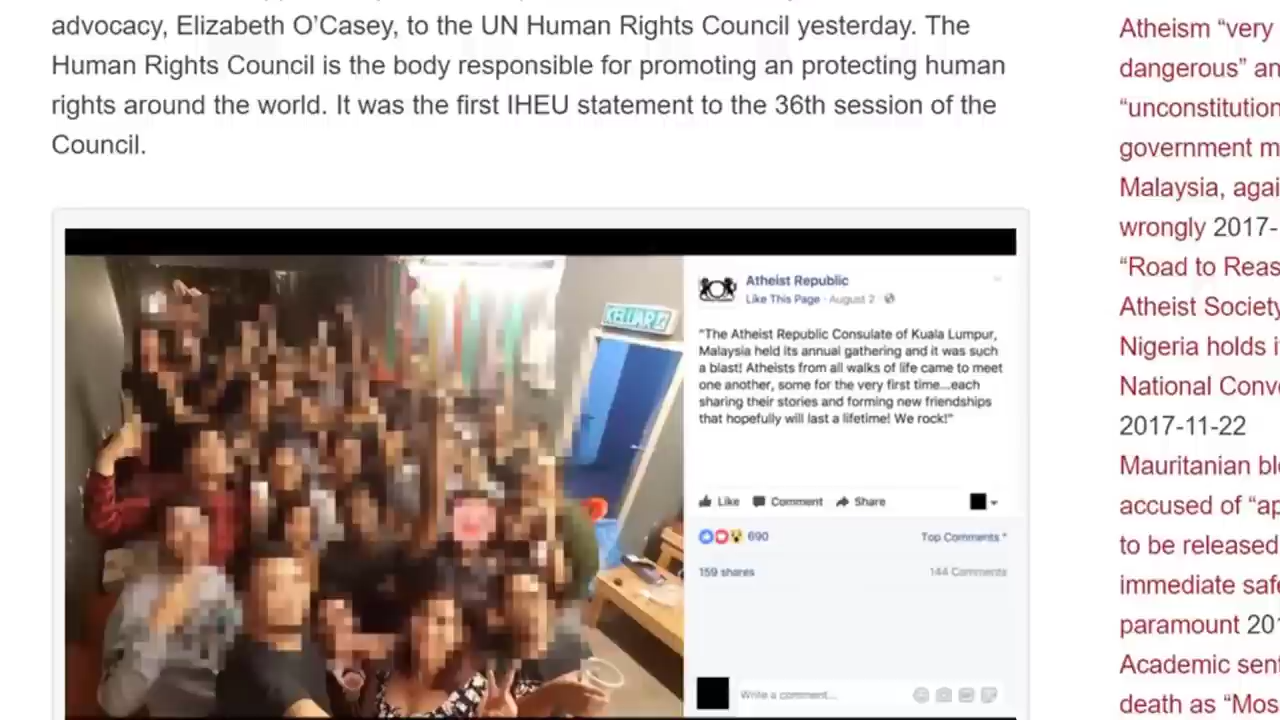 advocacy, Elizabeth O’Casey, to the UN Human Rights Council yesterday. The
Human Rights Council is the body responsible for promoting an protecting human
rights around the world. It was the first IHEU statement to the 36th session of the
Council.
Atheist Republic
Like This Page · August 2
KELUAR
"The Atheist Republic Consulate of Kuala Lumpur,
Malaysia held its annual gathering and it was such
a blast! Atheists from all walks of life came to meet
one another, some for the very first time...each
sharing their stories and forming new friendships
that hopefully will last a lifetime! We rock!"
Like Comment Share
690 Top Comments
159 shares 144 Comments
Write a comment...
Atheism “very
dangerous” an
“unconstitution
government m
Malaysia, agai
wrongly 2017-
“Road to Reas
Atheist Society
Nigeria holds i
National Conv
2017-11-22
Mauritanian bl
accused of “ap
to be released
immediate safe
paramount 201
Academic sent
death as “Mos